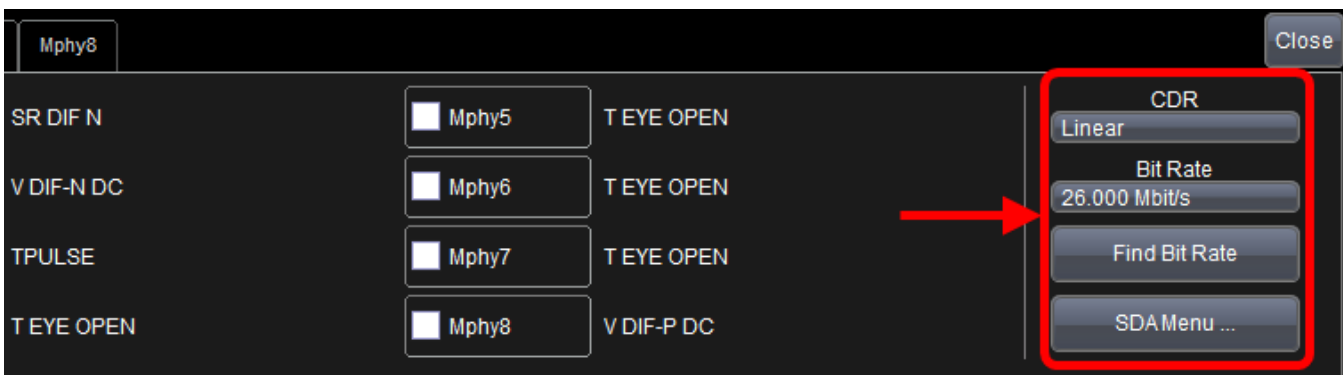 Mphy8
Close
SR DIF N
Mphy5
T EYE OPEN
V DIF-N DC
Mphy6
T EYE OPEN
TPULSE
Mphy7
T EYE OPEN
T EYE OPEN
Mphy8
V DIF-P DC
CDR
Linear
Bit Rate
26.000 Mbit/s
Find Bit Rate
SDA Menu ...